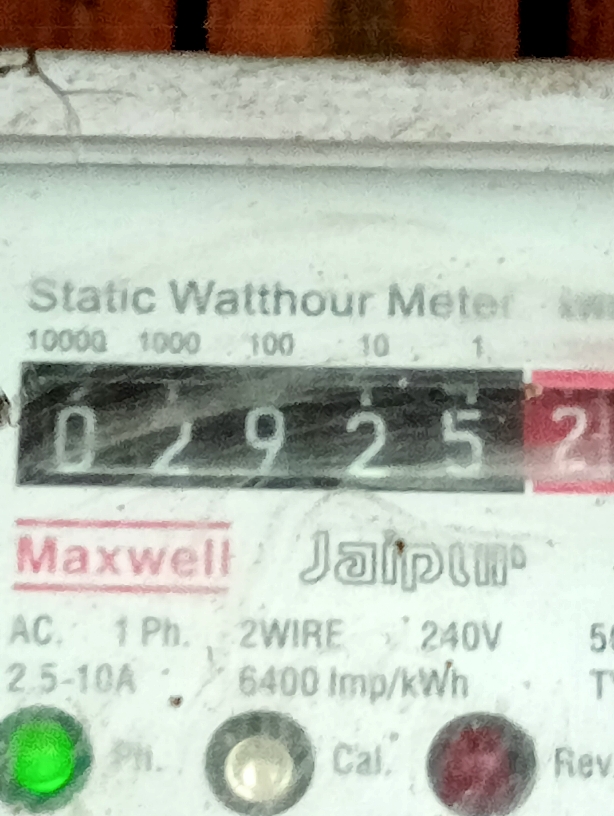 Static Watthour Meter
10000 1000 100 10 1
0 2 9 2 5 2
Maxwell Jaipur
AC. 1 Ph. 2WIRE 240V
2.5-10A 6400 Imp/kWh
Ph. Cal. Rev